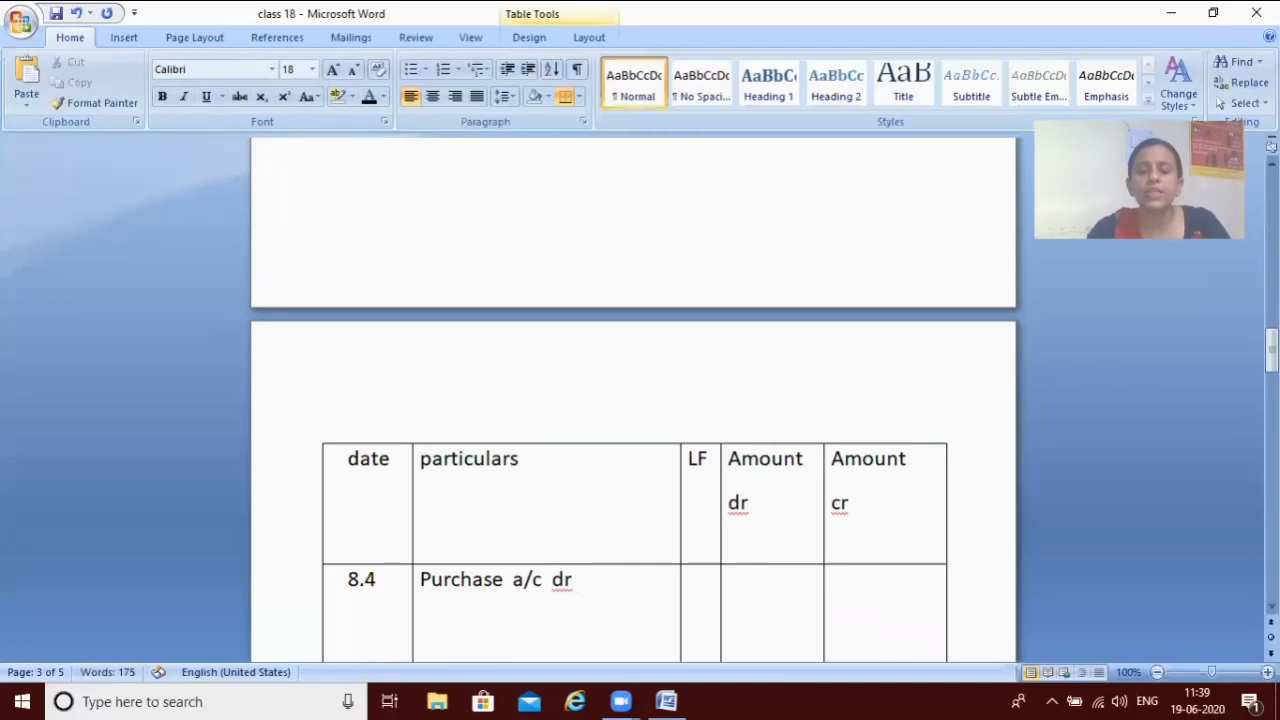 class 18 - Microsoft Word
Table Tools
Home Insert Page Layout References Mailings Review View Design Layout
Paste
Cut
Copy
Format Painter
Clipboard
Calibri 18
Font
Paragraph
AaBbCcDc AaBbCcDc AaBbC AaBbCc AaB AaBbCc. AaBbCcDc AaBbCcDc
¶ Normal ¶ No Spaci... Heading 1 Heading 2 Title Subtitle Subtle Em... Emphasis
Change
Styles
Styles
Find
Replace
Select
Editing
date particulars LF Amount Amount
dr cr
8.4 Purchase a/c dr
Page: 3 of 5 Words: 175 English (United States) 100%
Type here to search
ENG
11:39
19-06-2020